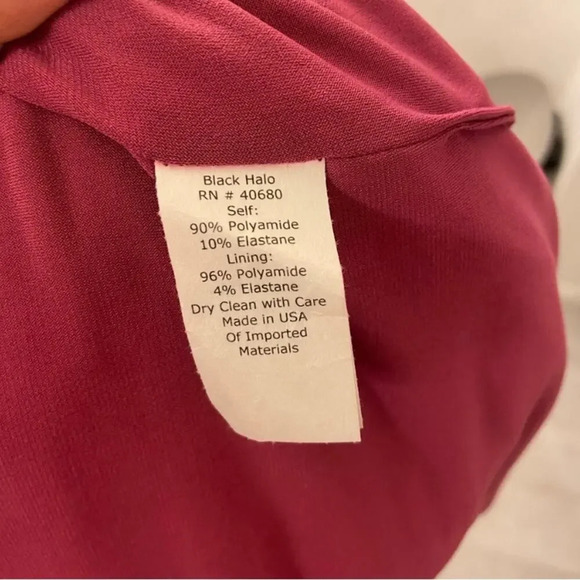 Black Halo
RN # 40680
Self:
90% Polyamide
10% Elastane
Lining:
96% Polyamide
4% Elastane
Dry Clean with Care
Made in USA
Of Imported
Materials